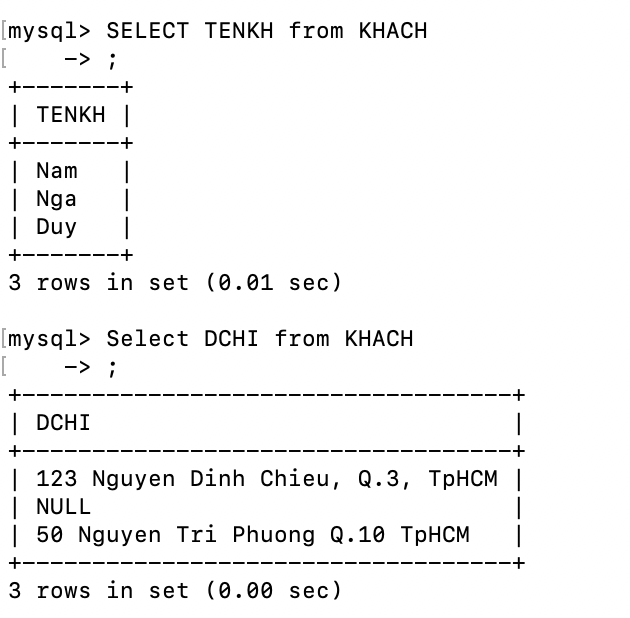 [mysql> SELECT TENKH from KHACH
[    -> ;
+-------+
| TENKH |
+-------+
| Nam   |
| Nga   |
| Duy   |
+-------+
3 rows in set (0.01 sec)

[mysql> Select DCHI from KHACH
[    -> ;
+----------------------------------+
| DCHI                             |
+----------------------------------+
| 123 Nguyen Dinh Chieu, Q.3, TpHCM |
| NULL                             |
| 50 Nguyen Tri Phuong Q.10 TpHCM   |
+----------------------------------+
3 rows in set (0.00 sec)